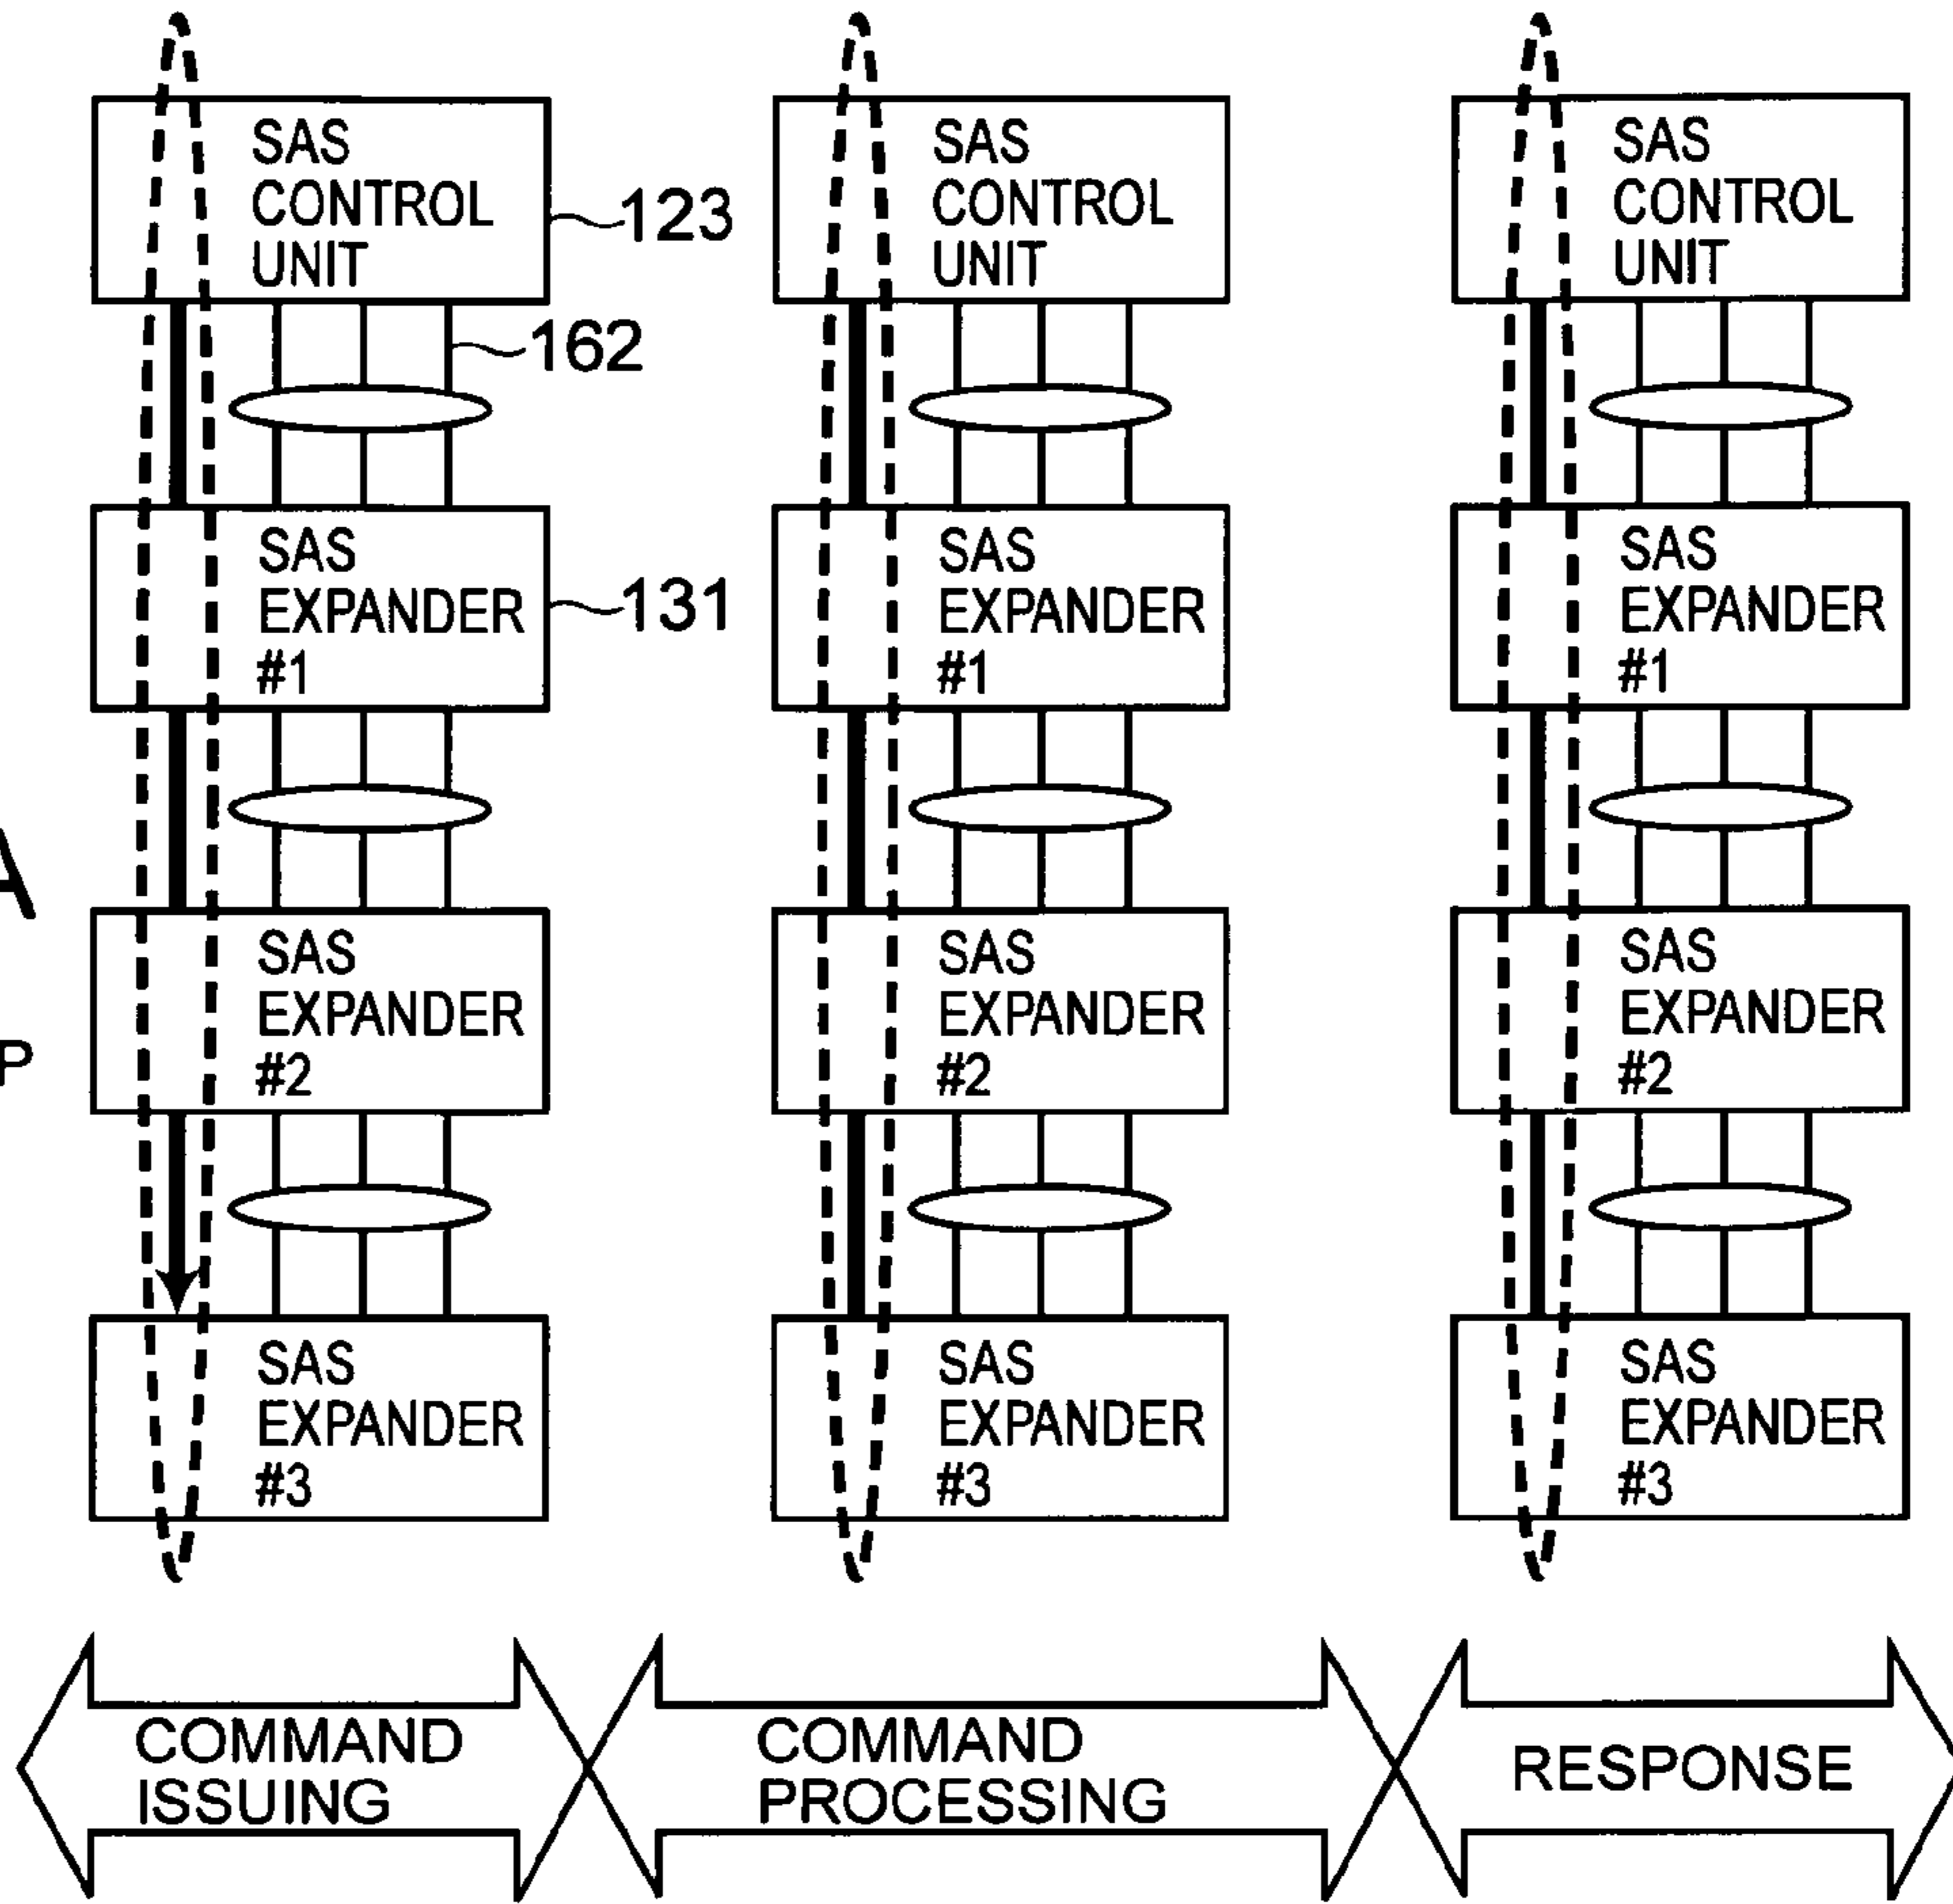 SAS
CONTROL
UNIT
123
162
SAS
EXPANDER
#1
131
SAS
EXPANDER
#2
SAS
EXPANDER
#3
SAS
CONTROL
UNIT
SAS
EXPANDER
#1
SAS
EXPANDER
#2
SAS
EXPANDER
#3
SAS
CONTROL
UNIT
SAS
EXPANDER
#1
SAS
EXPANDER
#2
SAS
EXPANDER
#3
A
P
COMMAND
ISSUING
COMMAND
PROCESSING
RESPONSE